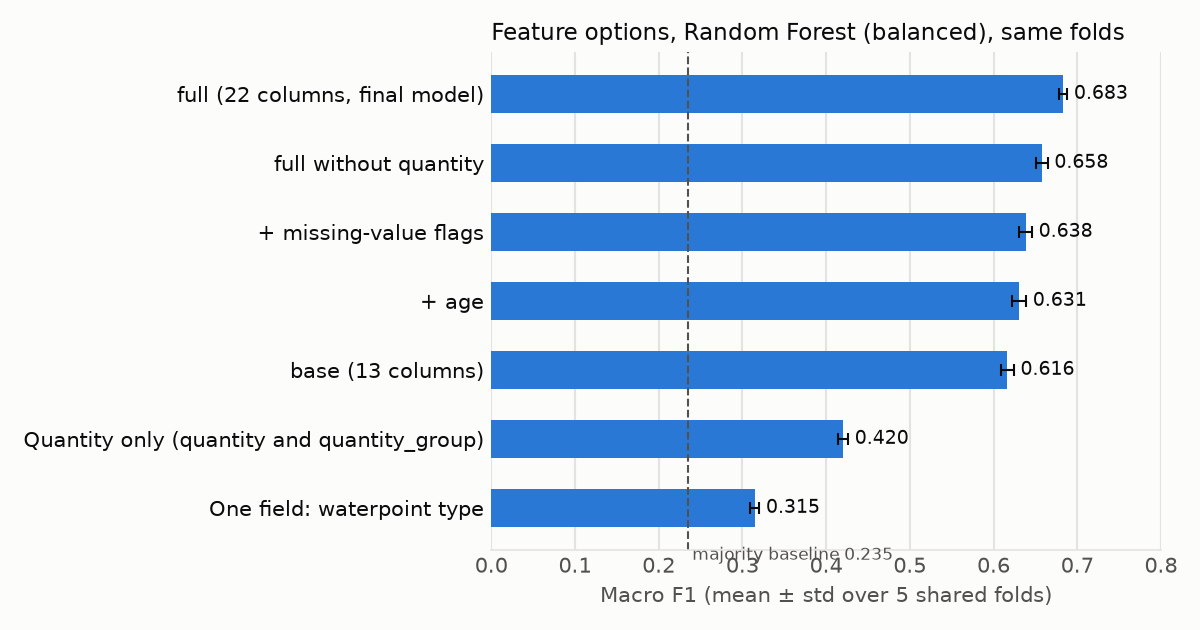 Feature options, Random Forest (balanced), same folds
full (22 columns, final model) 0.683
full without quantity 0.658
+ missing-value flags 0.638
+ age 0.631
base (13 columns) 0.616
Quantity only (quantity and quantity_group) 0.420
One field: waterpoint type 0.315
majority baseline 0.235
0.0 0.1 0.2 0.3 0.4 0.5 0.6 0.7 0.8
Macro F1 (mean ± std over 5 shared folds)